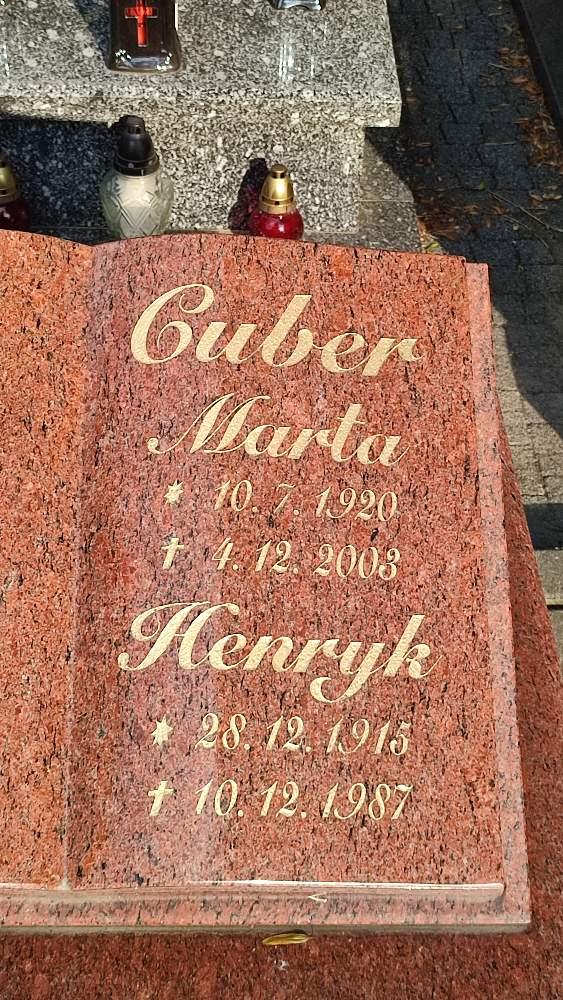 Cuber
Marta
* 10. 7. 1920
† 4. 12. 2003
Henryk
* 28. 12. 1915
† 10. 12. 1987